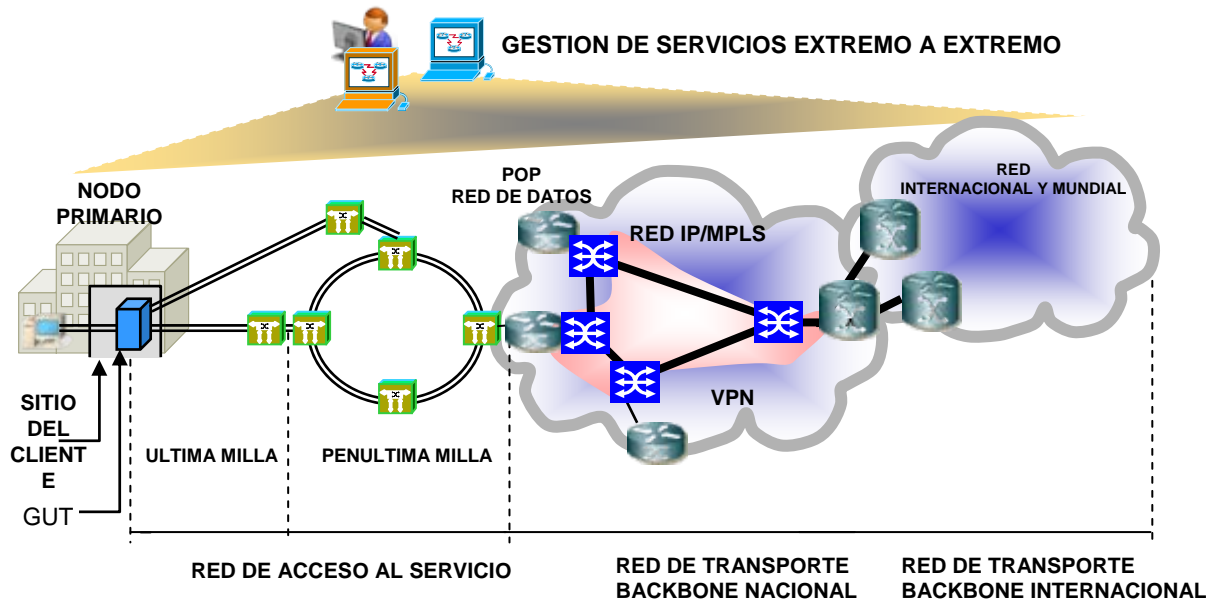 GESTION DE SERVICIOS EXTREMO A EXTREMO
NODO
PRIMARIO
POP
RED DE DATOS
RED IP/MPLS
RED
INTERNACIONAL Y MUNDIAL
VPN
SITIO
DEL
CLIENT
E
GUT
ULTIMA MILLA
PENULTIMA MILLA
RED DE ACCESO AL SERVICIO
RED DE TRANSPORTE
BACKBONE NACIONAL
RED DE TRANSPORTE
BACKBONE INTERNACIONAL